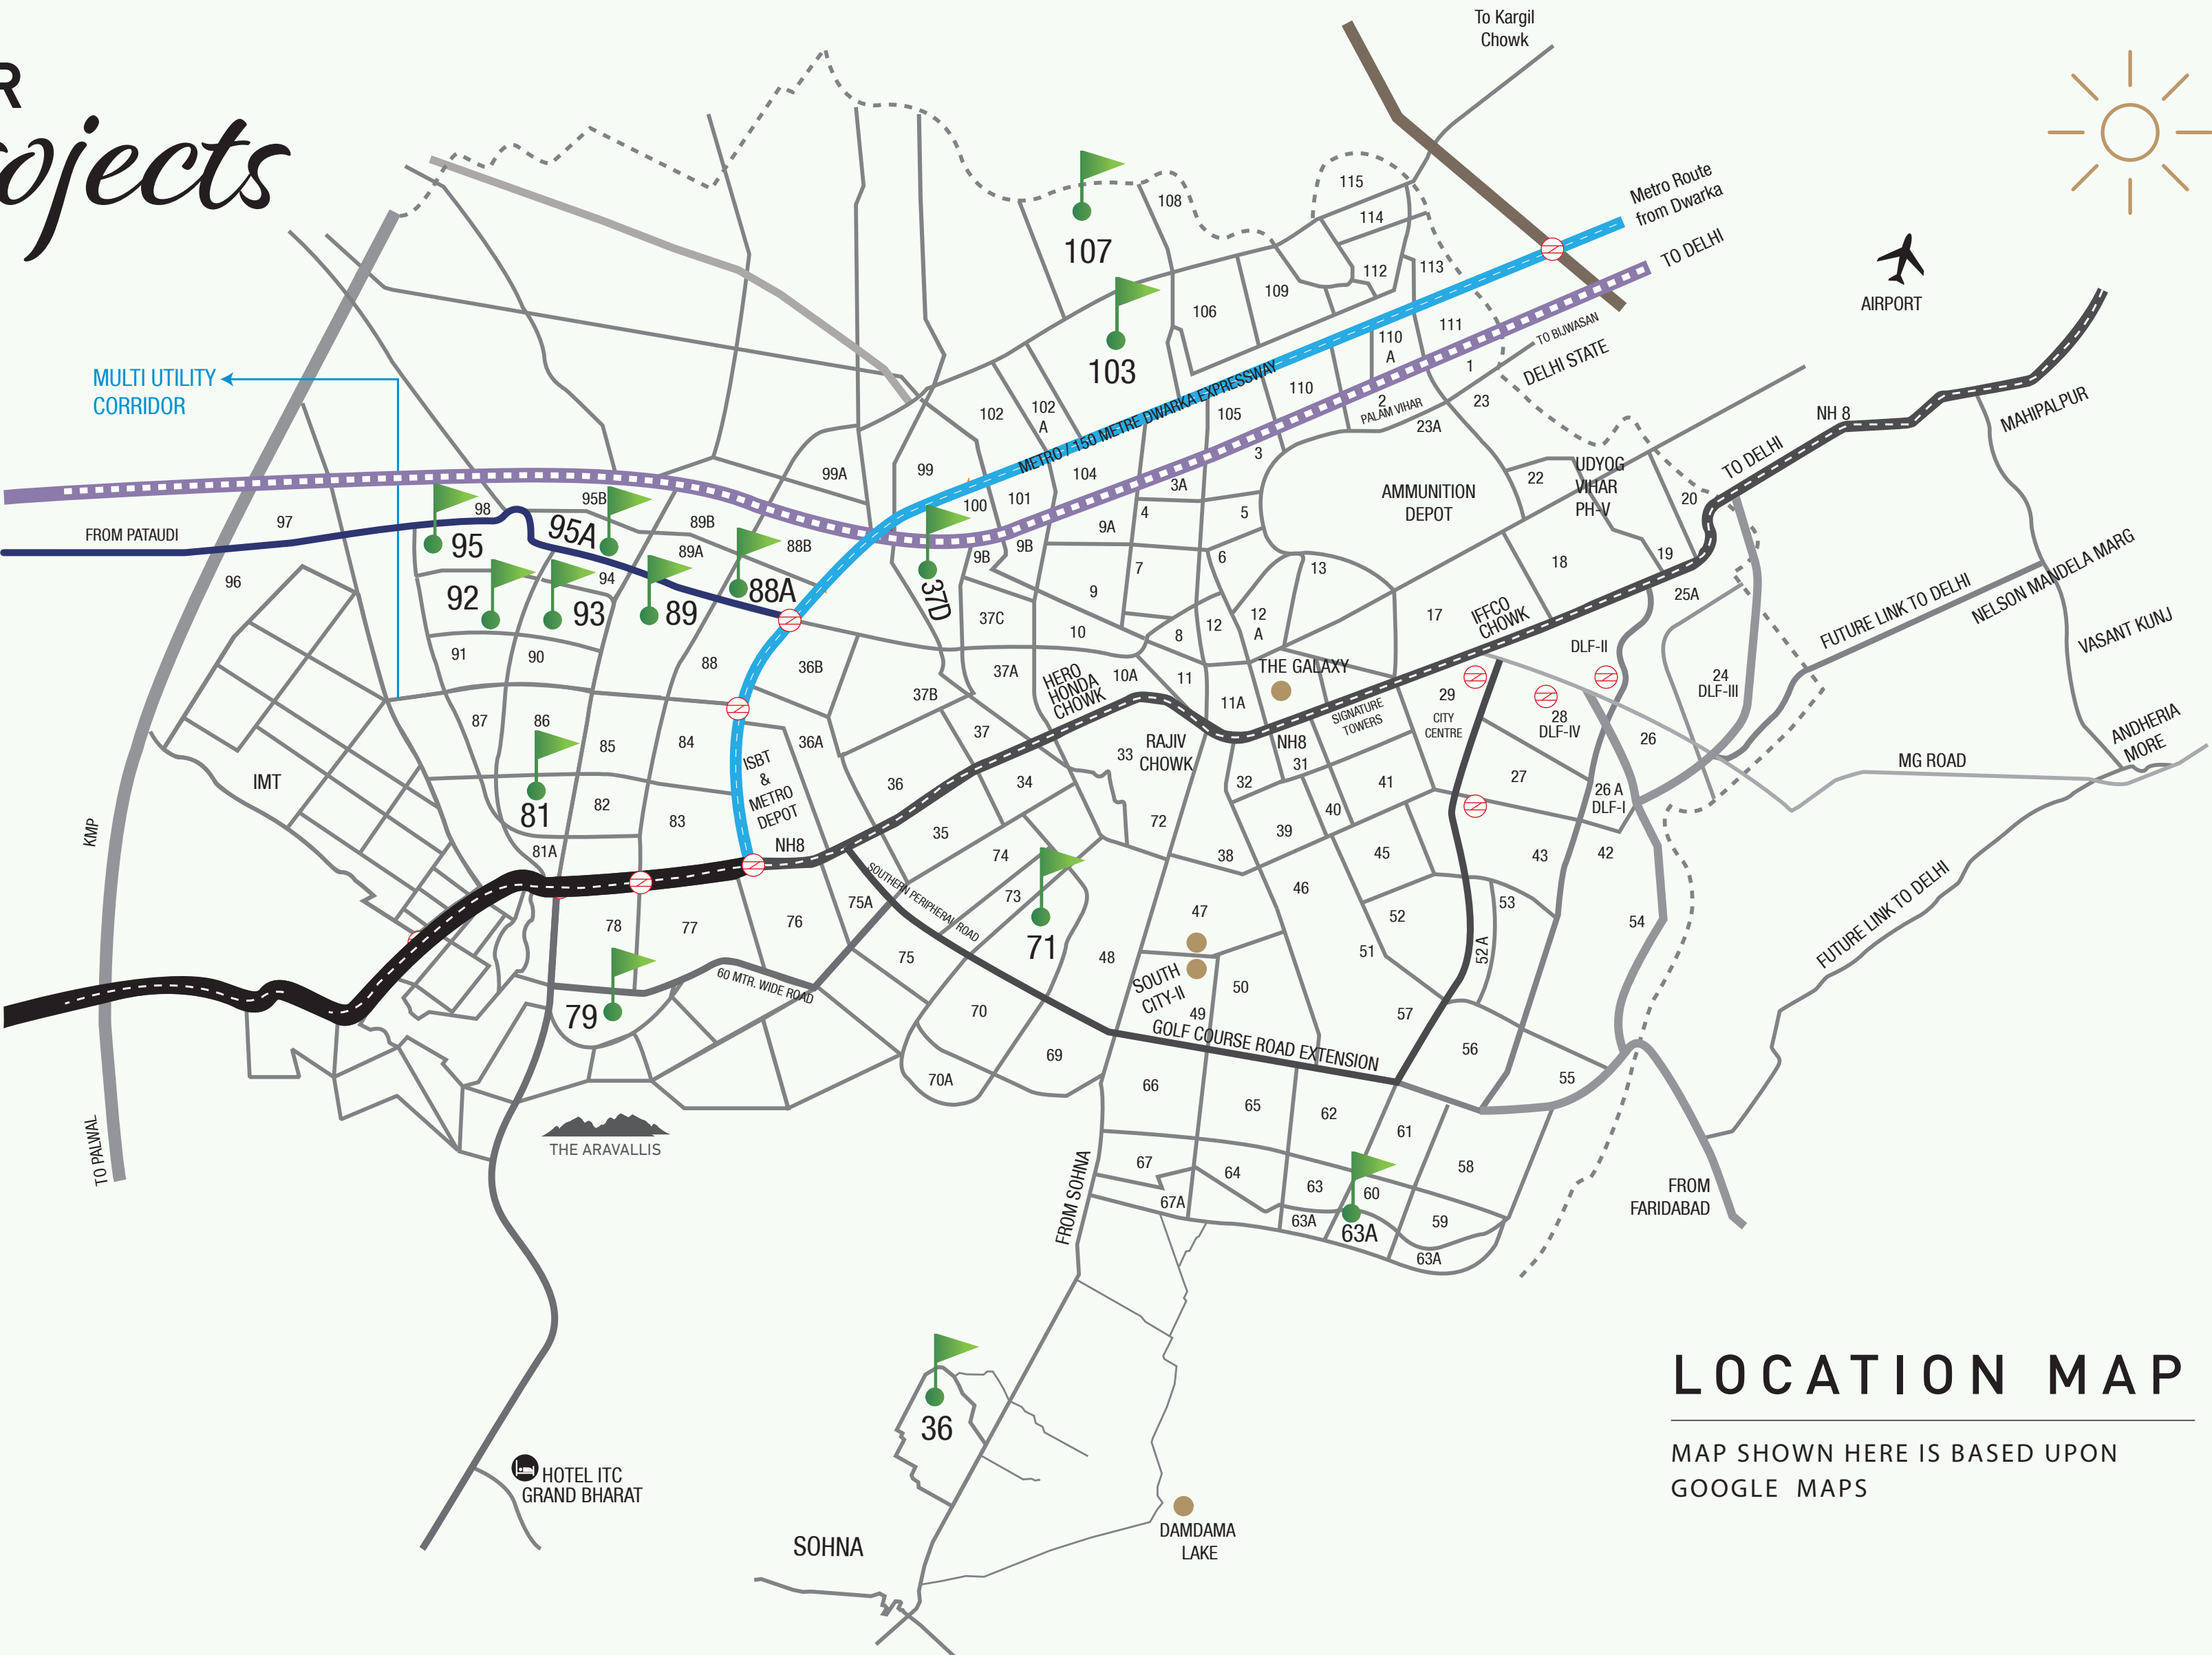 R
ojects
To Kargil
Chowk
Metro Route
from Dwarka
TO DELHI
AIRPORT
115
108
114
107
112
113
109
106
111
103
110
A
TO BIJWASAN
DELHI STATE
1
MULTI UTILITY
CORRIDOR
METRO / 150 METRE DWARKA EXPRESSWAY
110
2
PALAM VIHAR
23
23A
102
102
A
105
NH 8
MAHIPALPUR
TO DELHI
99A
99
104
3A
3
AMMUNITION
DEPOT
22
UDYOG
VIHAR
PH-V
20
97
98
95B
100
101
4
5
FROM PATAUDI
95
95A
89B
88B
9A
9B
9B
6
18
19
NELSON MANDELA MARG
96
94
89A
88A
37D
7
13
FUTURE LINK TO DELHI
92
93
89
9
37C
12
12
A
17
IFFCO
CHOWK
25A
VASANT KUNJ
10
8
91
90
88
36B
37A
10A
11
THE GALAXY
DLF-II
24
DLF-III
HERO
HONDA
CHOWK
37B
11A
29
CITY
CENTRE
28
DLF-IV
SIGNATURE
TOWERS
87
86
85
84
36A
37
33
RAJIV
CHOWK
NH8
31
26
ANDHERIA
MORE
MG ROAD
ISBT
&
METRO
DEPOT
IMT
36
34
32
41
27
26 A
DLF-I
81
82
83
35
72
40
39
KMP
81A
NH8
74
38
45
43
42
SOUTHERN PERIPHERAL ROAD
73
46
75A
78
77
76
47
52
53
54
FUTURE LINK TO DELHI
71
51
52 A
75
48
SOUTH
CITY-II
50
60 MTR. WIDE ROAD
79
70
49
57
GOLF COURSE ROAD EXTENSION
69
56
70A
66
55
65
62
61
THE ARAVALLIS
TO PALWAL
FROM SOHNA
67
64
63
60
58
67A
63A
63A
59
63A
FROM
FARIDABAD
36
LOCATION MAP
MAP SHOWN HERE IS BASED UPON
GOOGLE MAPS
HOTEL ITC
GRAND BHARAT
SOHNA
DAMDAMA
LAKE